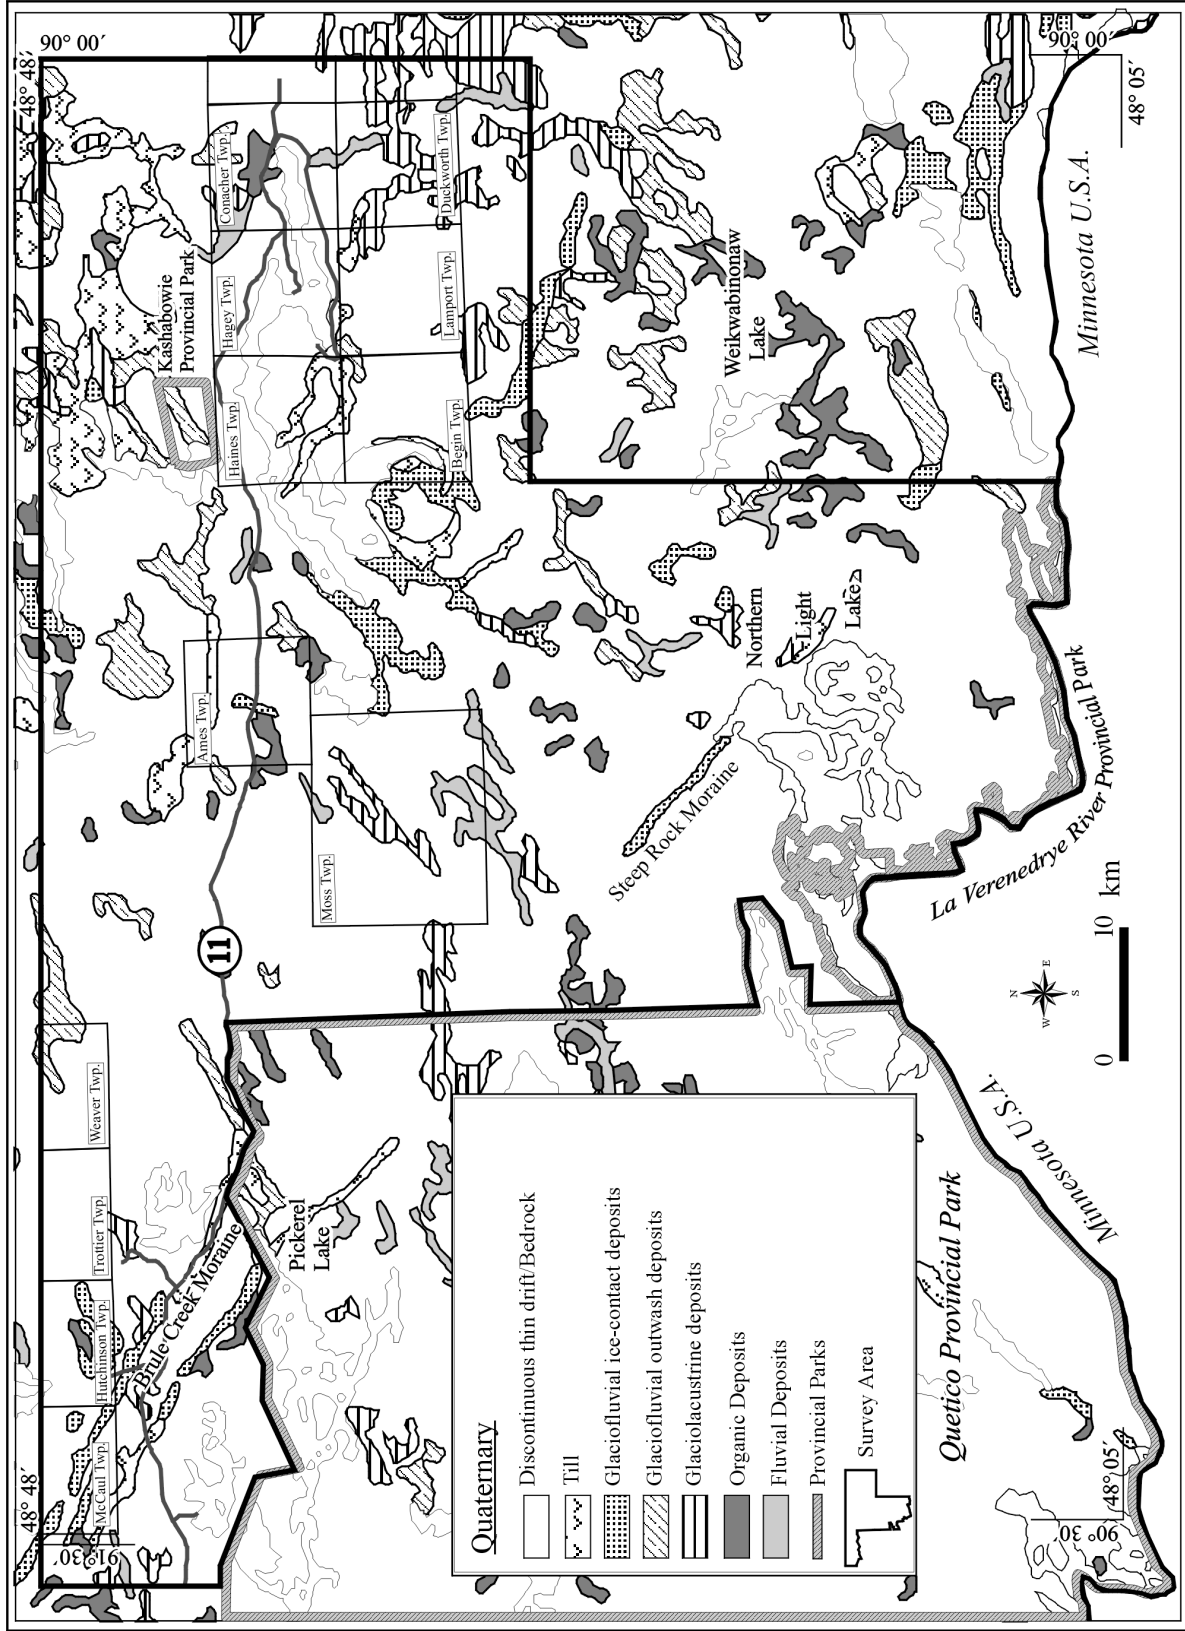 48° 48´
90° 00´
91° 30´
48° 48´
McCaul Twp.
Hutchinson Twp.
Trottier Twp.
Weaver Twp.
Brule Creek Moraine
Pickerel
Lake
11
Ames Twp.
Moss Twp.
Kashabowie
Provincial Park
Haines Twp.
Hagey Twp.
Conacher Twp.
Begin Twp.
Lamport Twp.
Duckworth Twp.
Steep Rock Moraine
Northern
Light
Lake
Weikwabinonaw
Lake
La Verenedrye River Provincial Park
Quetico Provincial Park
Minnesota U.S.A.
Minnesota U.S.A.
90° 00´
48° 05´
90° 30´
48° 05´
N
E
S
W
0
10
km
Quaternary
Discontinuous thin drift/Bedrock
Till
Glaciofluvial ice-contact deposits
Glaciofluvial outwash deposits
Glaciolacustrine deposits
Organic Deposits
Fluvial Deposits
Provincial Parks
Survey Area